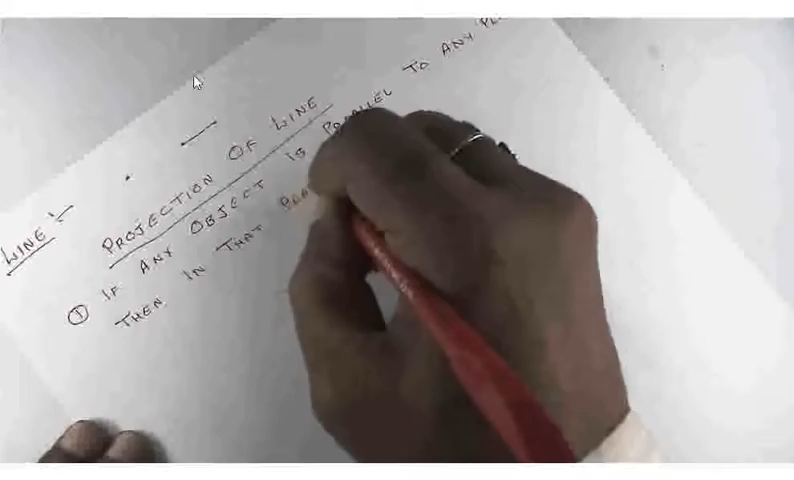 LINE :-
PROJECTION OF LINE
① IF ANY OBJECT IS PARALLEL TO ANY
THEN IN THAT